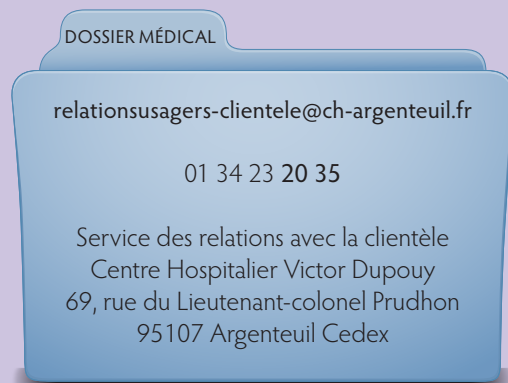 DOSSIER MÉDICAL
relationsusagers-clientele@ch-argenteuil.fr
01 34 23 20 35
Service des relations avec la clientèle
Centre Hospitalier Victor Dupouy
69, rue du Lieutenant-colonel Prudhon
95107 Argenteuil Cedex